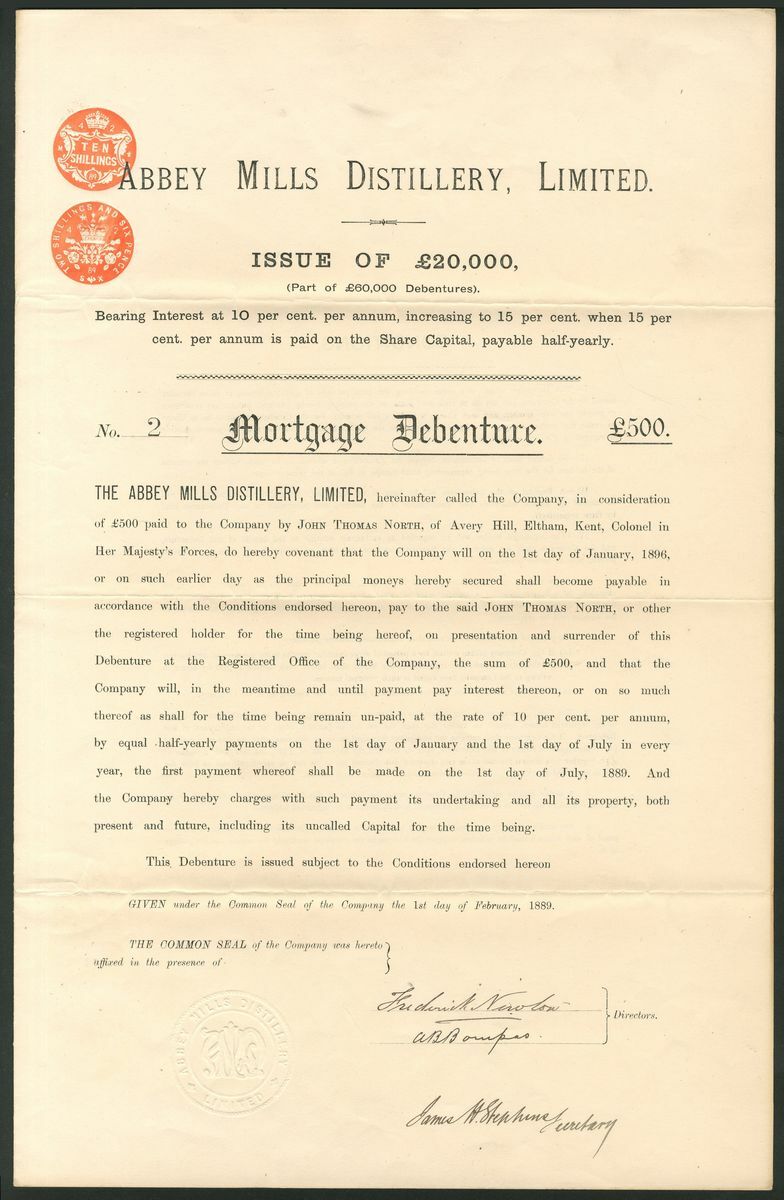 TEN
SHILLINGS
ABBEY MILLS DISTILLERY, LIMITED.
TWO SHILLINGS AND SIX PENCE
89
ISSUE OF £20,000,
(Part of £60,000 Debentures).
Bearing Interest at 10 per cent. per annum, increasing to 15 per cent. when 15 per
cent. per annum is paid on the Share Capital, payable half-yearly.
No. 2 Mortgage Debenture. £500.
THE ABBEY MILLS DISTILLERY, LIMITED, hereinafter called the Company, in consideration
of £500 paid to the Company by JOHN THOMAS NORTH, of Avery Hill, Eltham, Kent, Colonel in
Her Majesty's Forces, do hereby covenant that the Company will on the 1st day of January, 1896,
or on such earlier day as the principal moneys hereby secured shall become payable in
accordance with the Conditions endorsed hereon, pay to the said JOHN THOMAS NORTH, or other
the registered holder for the time being hereof, on presentation and surrender of this
Debenture at the Registered Office of the Company, the sum of £500, and that the
Company will, in the meantime and until payment pay interest thereon, or on so much
thereof as shall for the time being remain un-paid, at the rate of 10 per cent. per annum,
by equal half-yearly payments on the 1st day of January and the 1st day of July in every
year, the first payment whereof shall be made on the 1st day of July, 1889. And
the Company hereby charges with such payment its undertaking and all its property, both
present and future, including its uncalled Capital for the time being.
This Debenture is issued subject to the Conditions endorsed hereon
GIVEN under the Common Seal of the Company the 1st day of February, 1889.
THE COMMON SEAL of the Company was hereto
affixed in the presence of
Frederick
ABBompas.
Directors.
ABBEY MILLS DISTILLERY
LIMITED
James H. Stephens Secretary